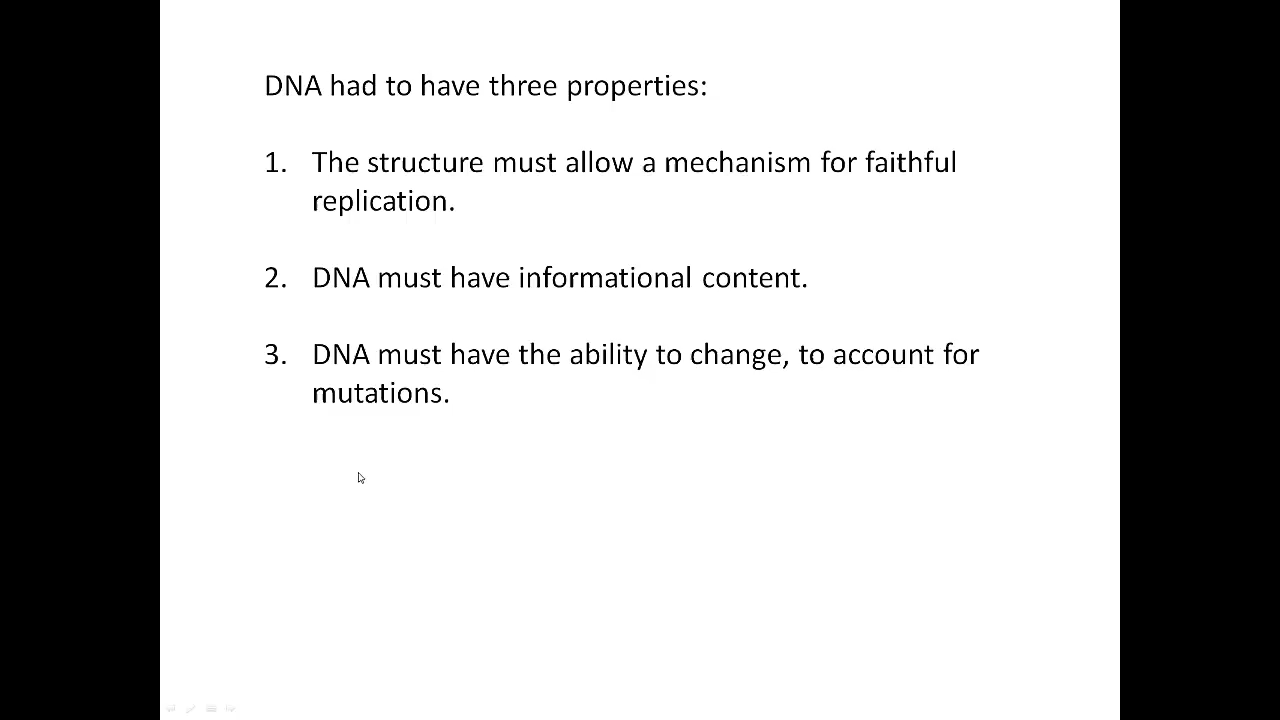 DNA had to have three properties:
1. The structure must allow a mechanism for faithful
replication.
2. DNA must have informational content.
3. DNA must have the ability to change, to account for
mutations.